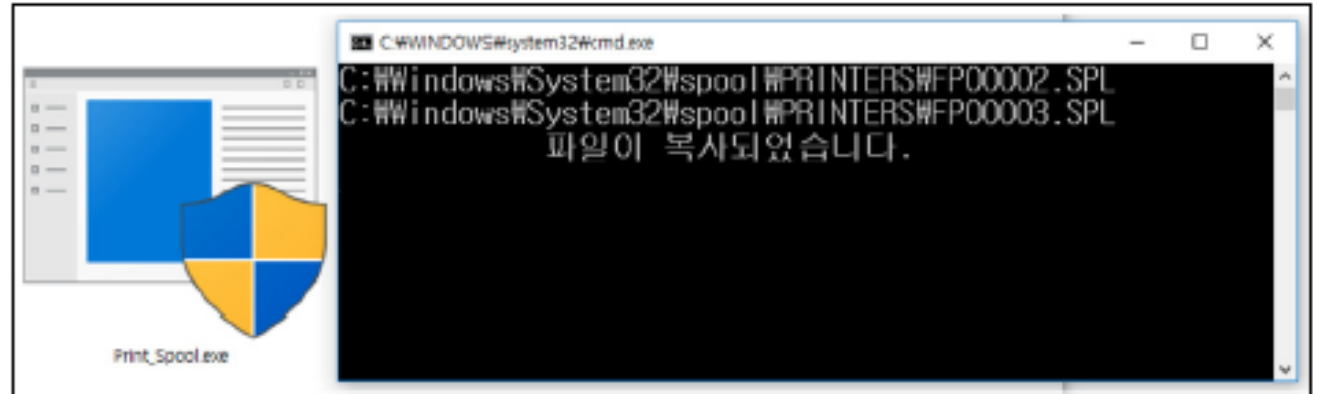 C:₩WINDOWS₩system32₩cmd.exe
C:₩Windows₩System32₩spool₩PRINTERS₩FP00002.SPL
C:₩Windows₩System32₩spool₩PRINTERS₩FP00003.SPL
파일이 복사되었습니다.
Print_Spool.exe